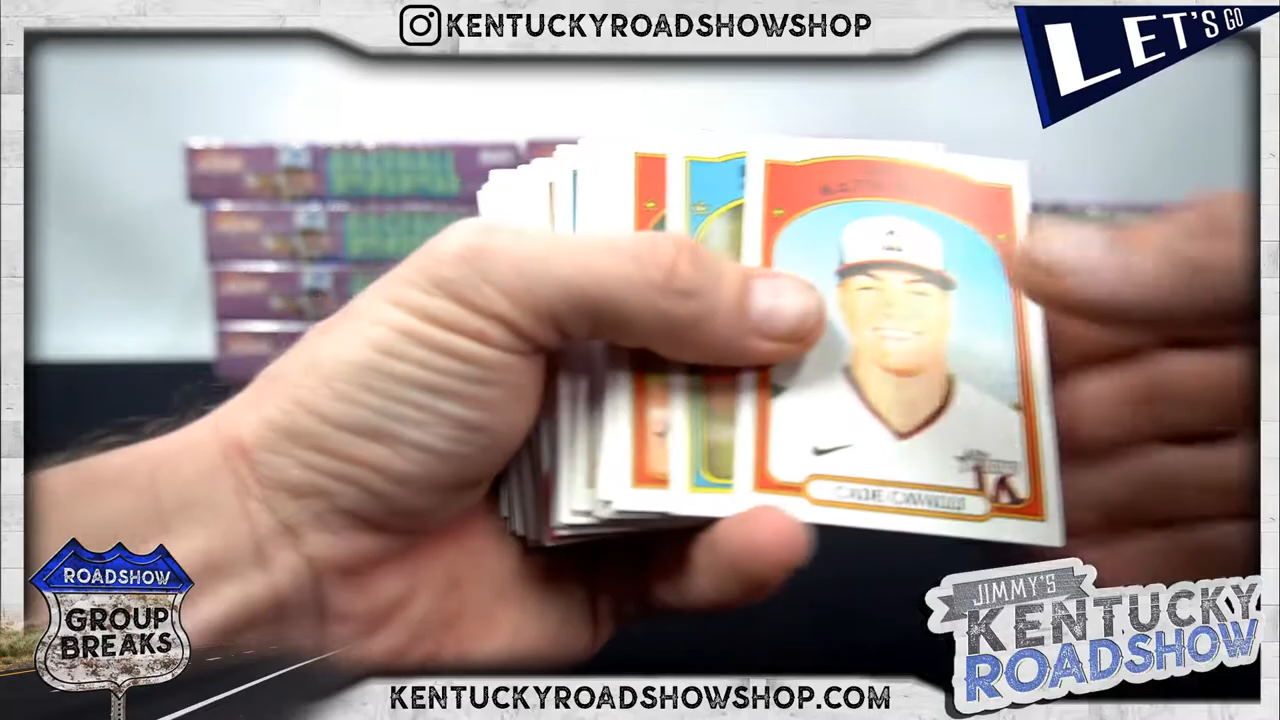 KENTUCKYROADSHOWSHOP
LET'S GO
ROADSHOW
GROUP
BREAKS
JIMMY'S
KENTUCKY
ROADSHOW
KENTUCKYROADSHOWSHOP.COM